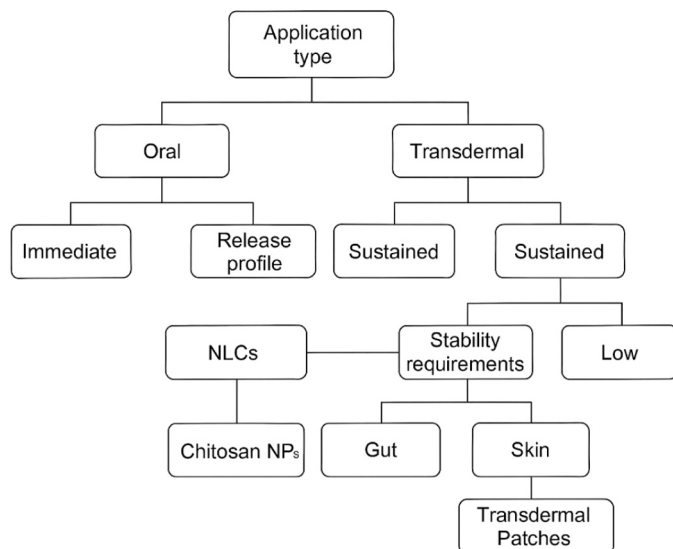 Application
type
Oral
Transdermal
Immediate
Release
profile
Sustained
Sustained
NLCs
Stability
requirements
Low
Chitosan NPs
Gut
Skin
Transdermal
Patches